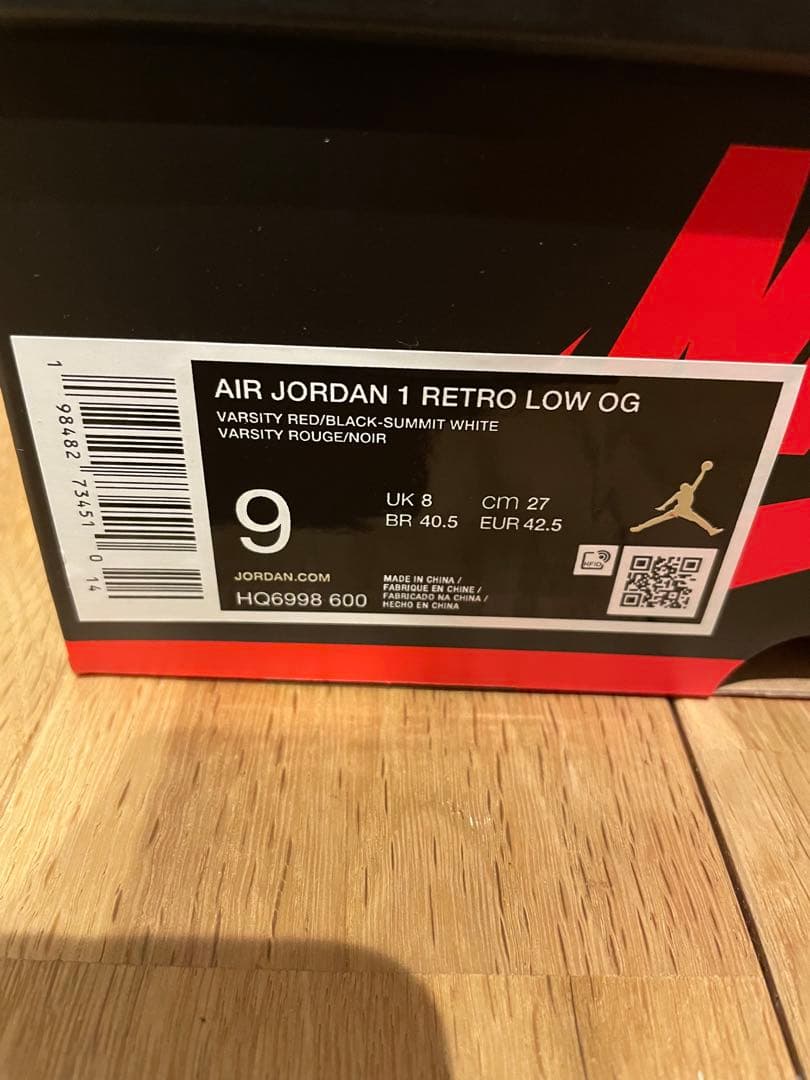 AIR JORDAN 1 RETRO LOW OG
VARSITY RED/BLACK-SUMMIT WHITE
VARSITY ROUGE/NOIR
9
UK 8
cm 27
BR 40.5
EUR 42.5
JORDAN.COM
HQ6998 600
MADE IN CHINA /
FABRIQUE EN CHINE /
FABRICADO NA CHINA /
HECHO EN CHINA
RFID
1 98482 73451 0 14